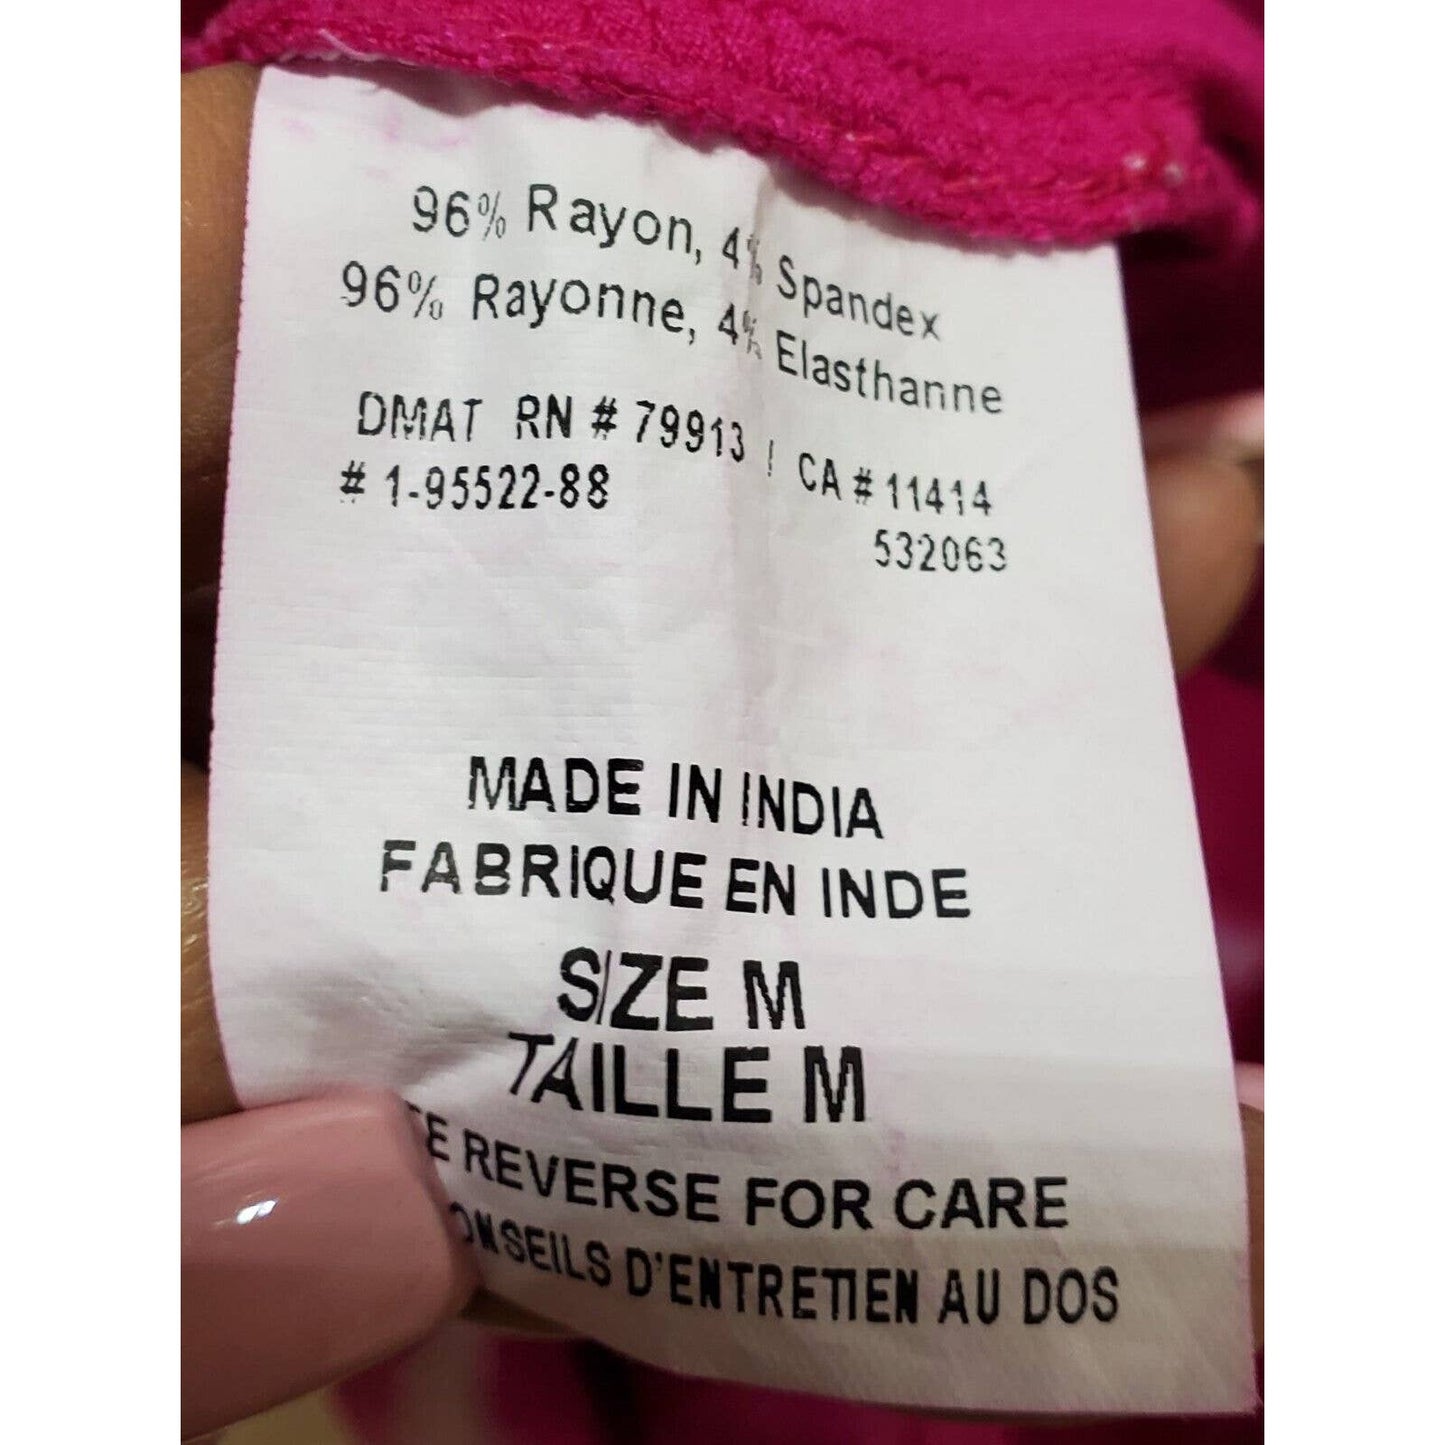 96% Rayon, 4% Spandex
96% Rayonne, 4% Elasthanne
DMAT RN # 79913 | CA # 11414
# 1-95522-88
532063
MADE IN INDIA
FABRIQUE EN INDE
SIZE M
TAILLE M
REVERSE FOR CARE
D'ENTRETIEN AU DOS